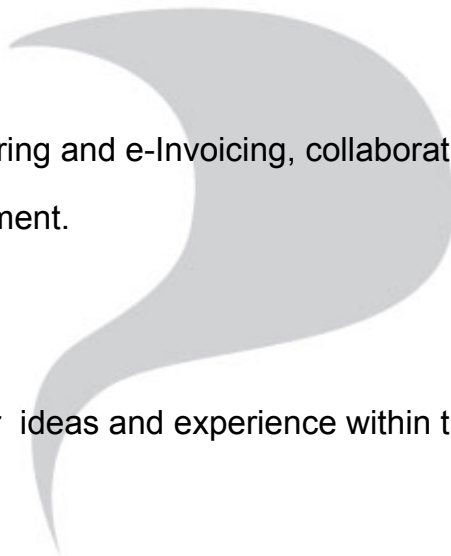 ring and e-Invoicing, collaborat
ment.
ideas and experience within t